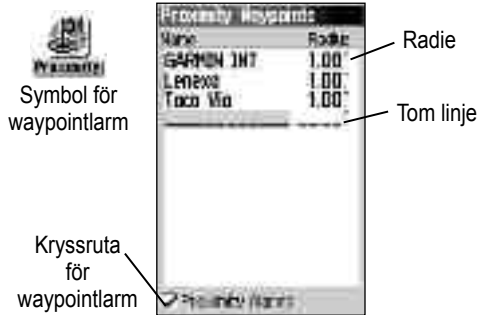 Proximity Waypoints
Name Radius
GARMIN INT 1.00
Lenexa 1.00
Taco Via 1.00
Proximity Alarms
Proximity
Symbol för
waypointlarm
Radie
Tom linje
Kryssruta
för
waypointlarm